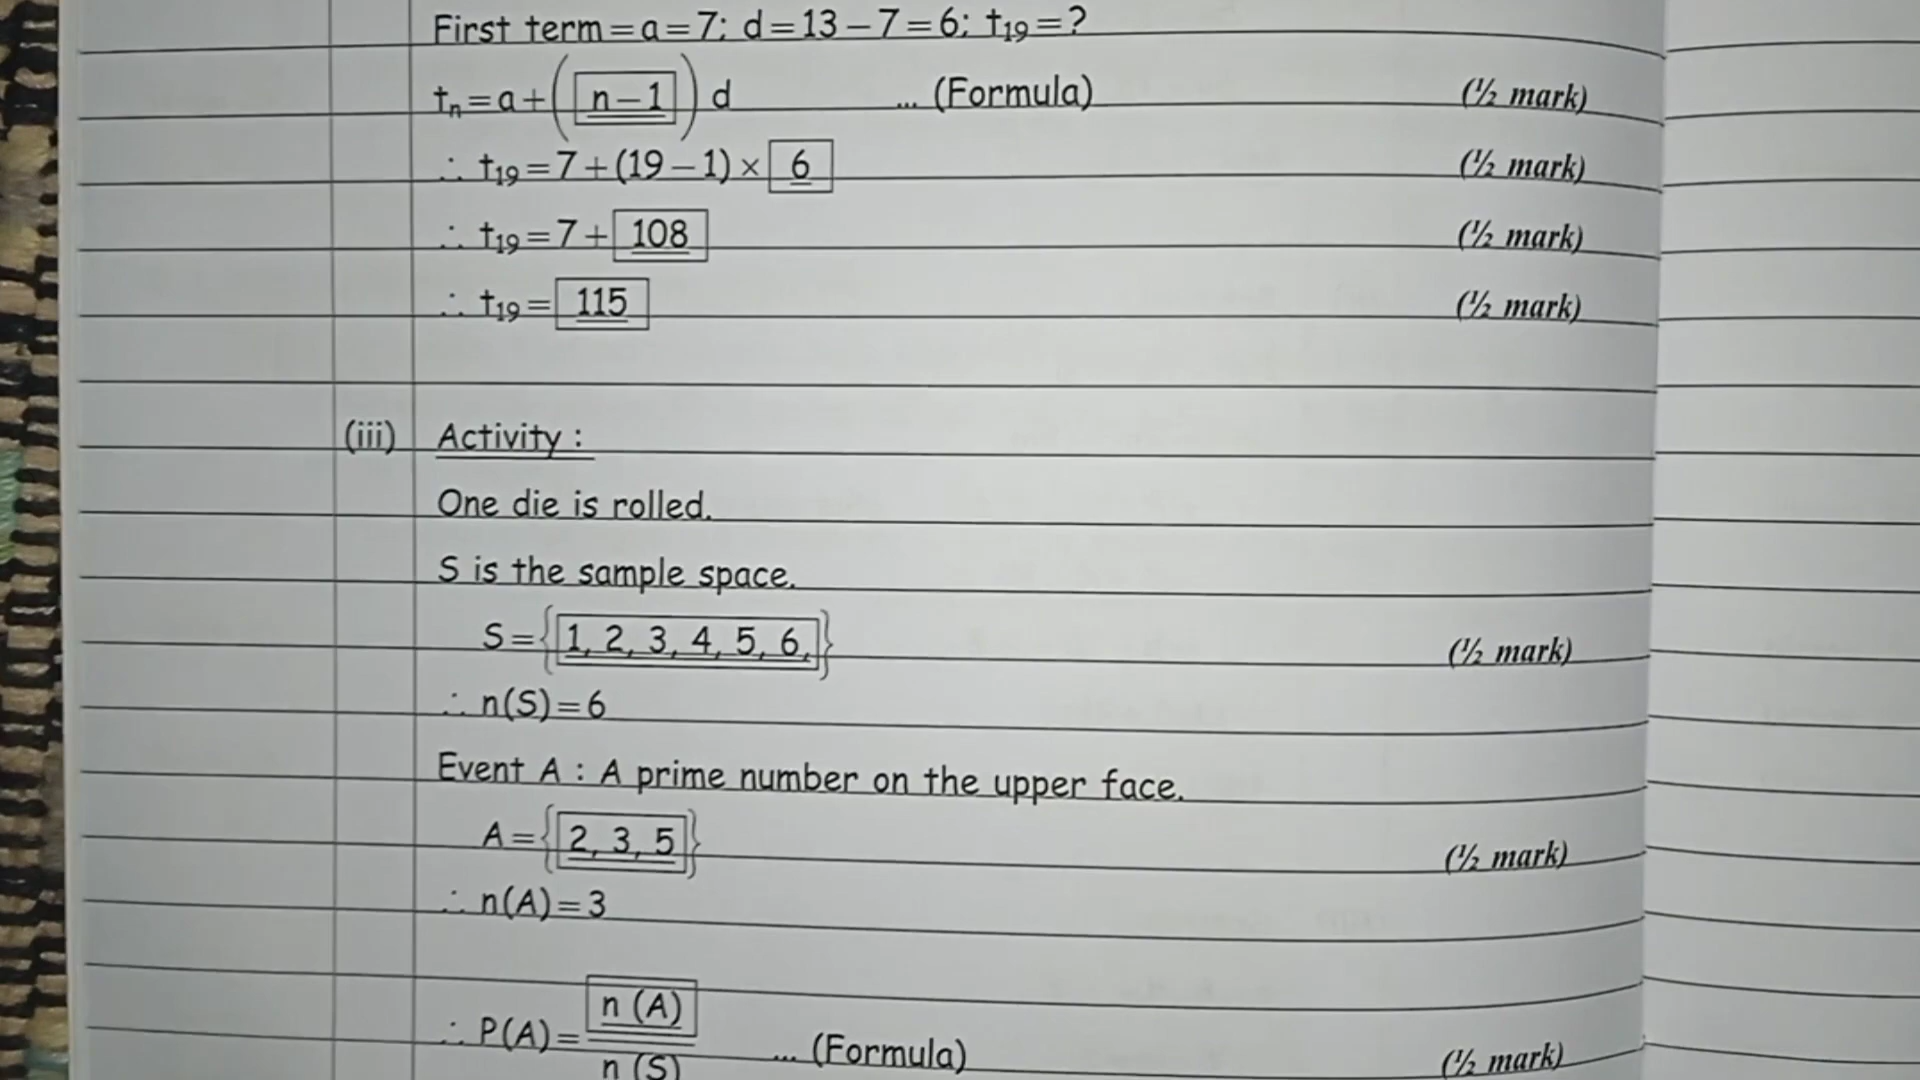 First term = a = 7; d = 13 – 7 = 6; t₁₉ = ?
tₙ = a + ( n – 1 ) d ... (Formula) (½ mark)
∴ t₁₉ = 7 + (19 – 1) × 6 (½ mark)
∴ t₁₉ = 7 + 108 (½ mark)
∴ t₁₉ = 115 (½ mark)
(iii) Activity :
One die is rolled.
S is the sample space.
S = { 1, 2, 3, 4, 5, 6, } (½ mark)
∴ n(S) = 6
Event A : A prime number on the upper face.
A = { 2, 3, 5 } (½ mark)
∴ n(A) = 3
∴ P(A) = n (A) / n (S) ... (Formula) (½ mark)